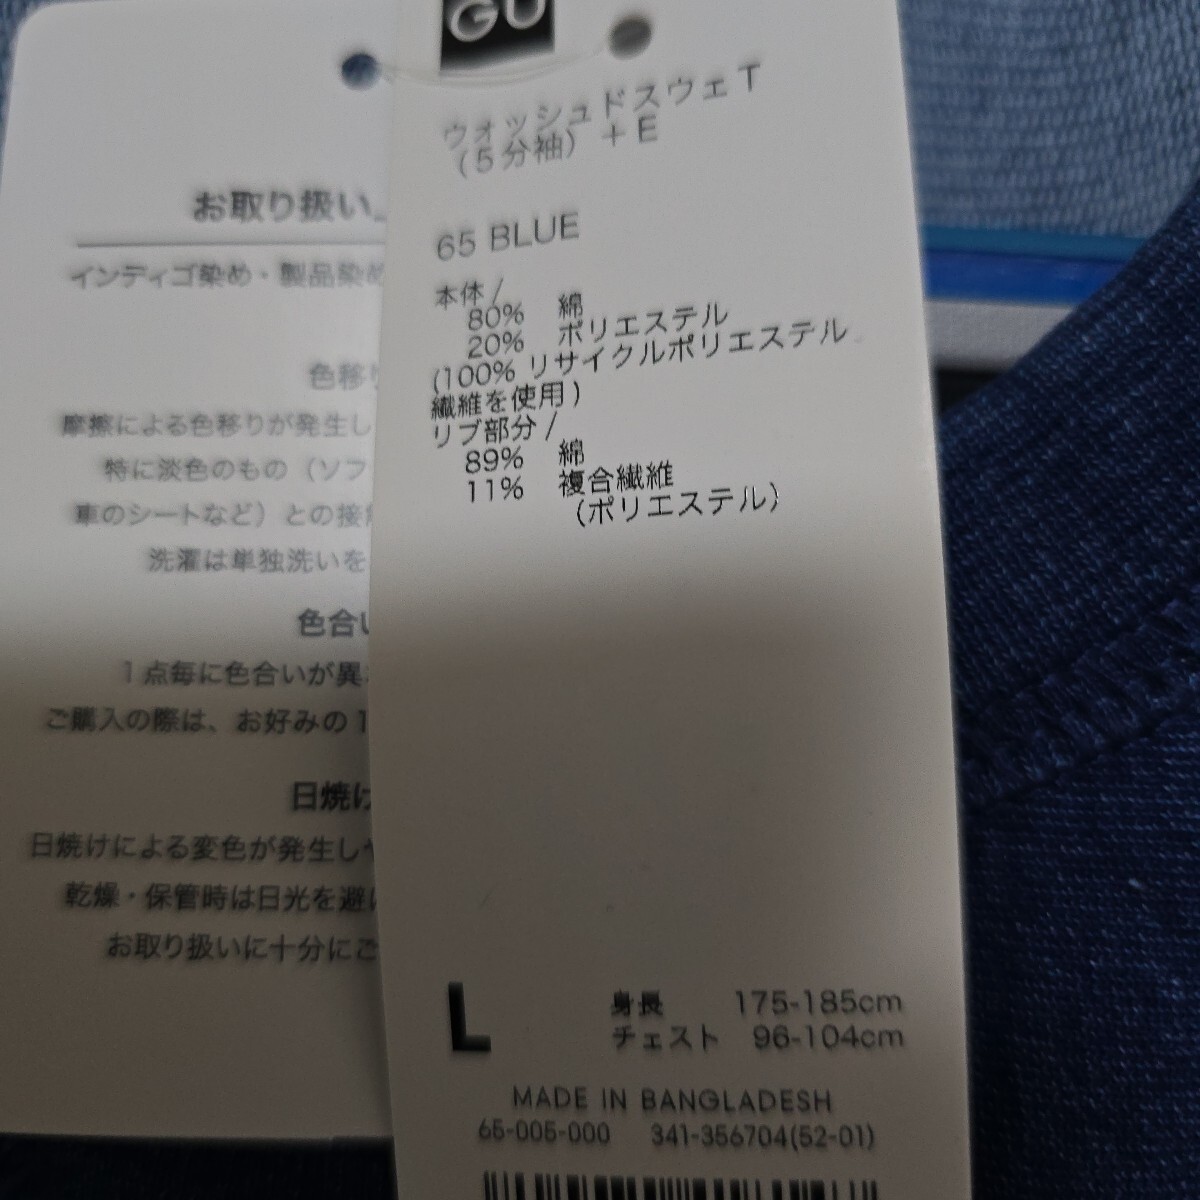 GU
ウォッシュドスウェT
(5分袖) +E
65 BLUE
本体/
80% 綿
20% ポリエステル
(100% リサイクルポリエステル
繊維を使用)
リブ部分/
89% 綿
11% 複合繊維
(ポリエステル)
L
身長 175-185cm
チェスト 96-104cm
MADE IN BANGLADESH
65-005-000 341-356704(52-01)
お取り扱い
インディゴ染め・製品染め
色移り
摩擦による色移りが発生し
特に淡色のもの(ソフ
車のシートなど)との接
洗濯は単独洗いを
色合い
1点毎に色合いが異
ご購入の際は、お好みの1
日焼け
日焼けによる変色が発生しや
乾燥・保管時は日光を避け
お取り扱いに十分にご